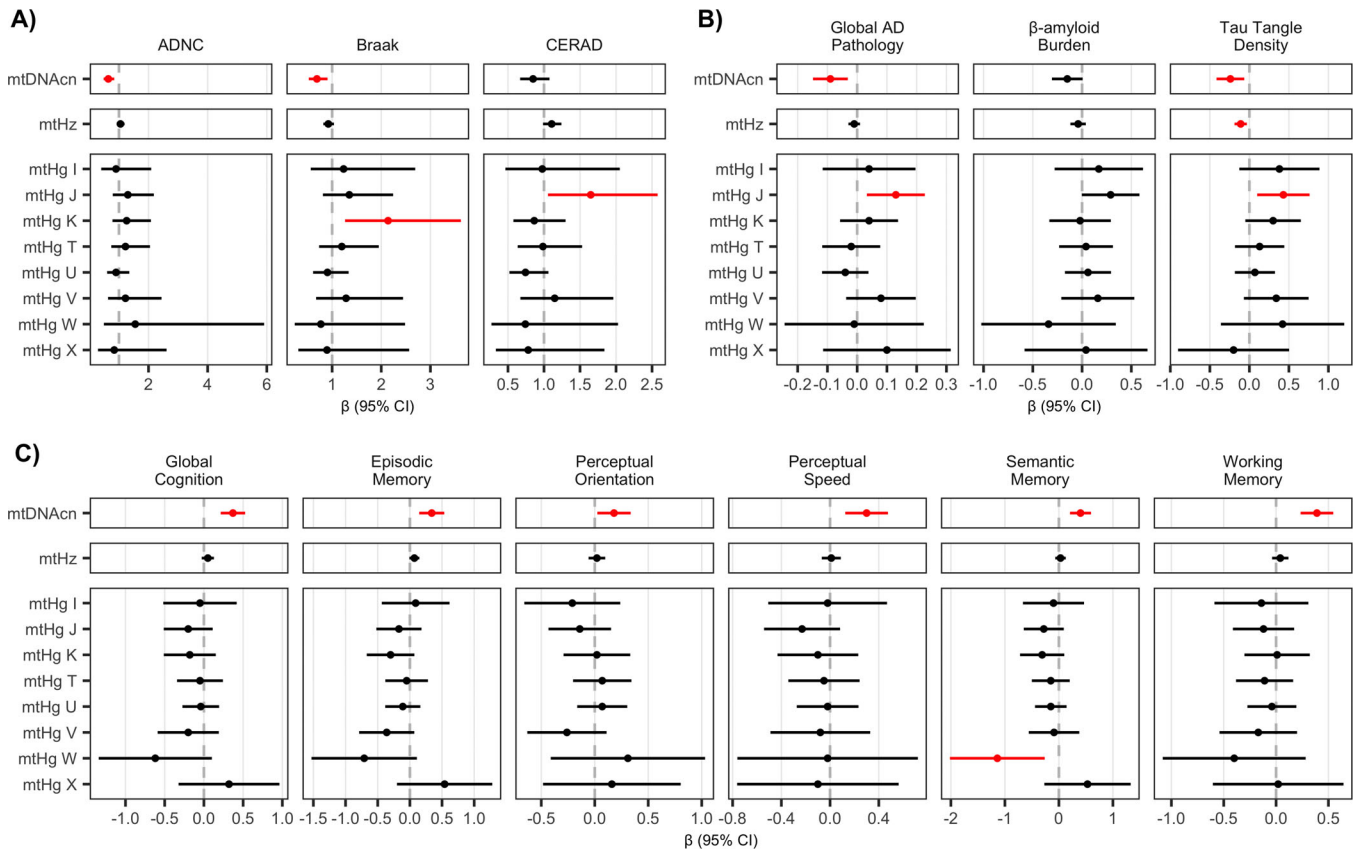 A)
ADNC Braak CERAD
mtDNAcn
mtHz
mtHg I
mtHg J
mtHg K
mtHg T
mtHg U
mtHg V
mtHg W
mtHg X
2 4 6 1 2 3 0.5 1.0 1.5 2.0 2.5
β (95% CI)
B)
Global AD
Pathology
β-amyloid
Burden
Tau Tangle
Density
mtDNAcn
mtHz
mtHg I
mtHg J
mtHg K
mtHg T
mtHg U
mtHg V
mtHg W
mtHg X
-0.2 0.0 0.1 0.2 0.3 -1.0 -0.5 0.0 0.5 -1.0 -0.5 0.0 0.5 1.0
β (95% CI)
C)
Global
Cognition
Episodic
Memory
Perceptual
Orientation
Perceptual
Speed
Semantic
Memory
Working
Memory
mtDNAcn
mtHz
mtHg I
mtHg J
mtHg K
mtHg T
mtHg U
mtHg V
mtHg W
mtHg X
-1.0 -0.5 0.0 0.5 1.0 -1.5 -1.0 -0.5 0.0 0.5 1.0 -0.5 0.0 0.5 1.0 -0.8 -0.4 0.0 0.4 -2 -1 0 1 -1.0 -0.5 0.0 0.5
β (95% CI)